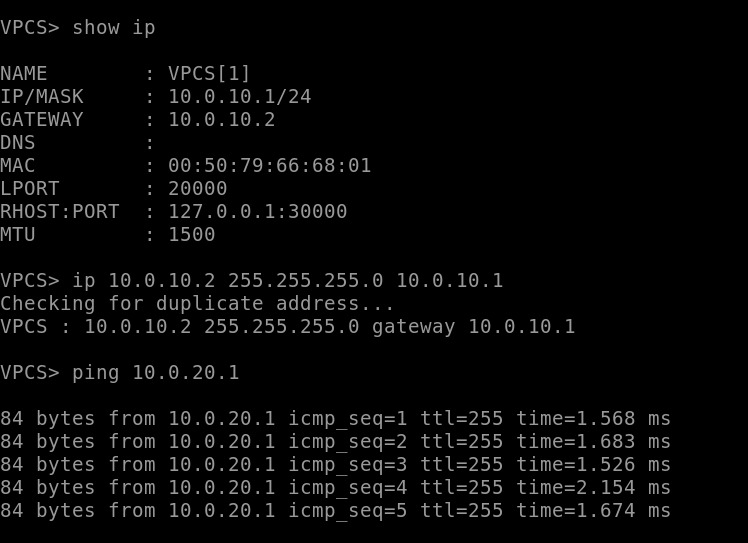 VPCS> show ip
NAME        : VPCS[1]
IP/MASK     : 10.0.10.1/24
GATEWAY     : 10.0.10.2
DNS         :
MAC         : 00:50:79:66:68:01
LPORT       : 20000
RHOST:PORT  : 127.0.0.1:30000
MTU         : 1500
VPCS> ip 10.0.10.2 255.255.255.0 10.0.10.1
Checking for duplicate address...
VPCS : 10.0.10.2 255.255.255.0 gateway 10.0.10.1
VPCS> ping 10.0.20.1
84 bytes from 10.0.20.1 icmp_seq=1 ttl=255 time=1.568 ms
84 bytes from 10.0.20.1 icmp_seq=2 ttl=255 time=1.683 ms
84 bytes from 10.0.20.1 icmp_seq=3 ttl=255 time=1.526 ms
84 bytes from 10.0.20.1 icmp_seq=4 ttl=255 time=2.154 ms
84 bytes from 10.0.20.1 icmp_seq=5 ttl=255 time=1.674 ms